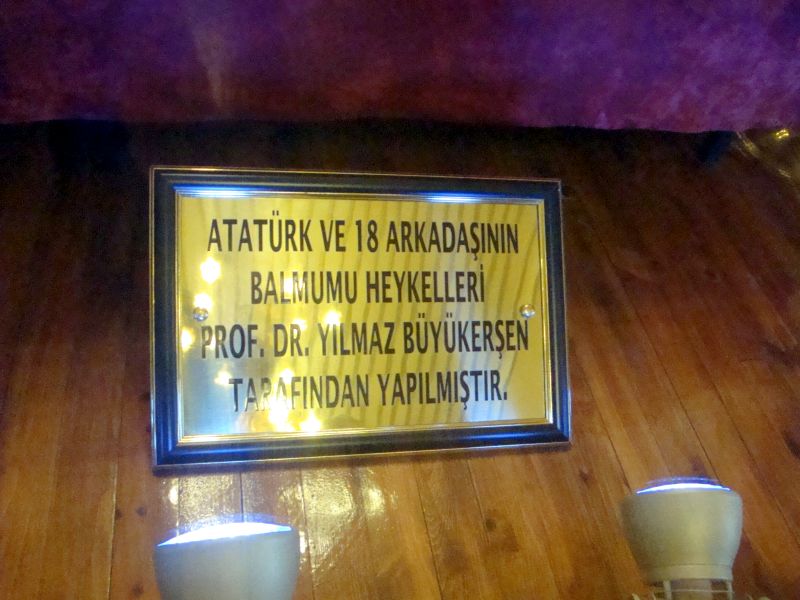 ATATÜRK VE 18 ARKADAŞININ
BALMUMU HEYKELLERİ
PROF. DR. YILMAZ BÜYÜKERŞEN
TARAFINDAN YAPILMIŞTIR.